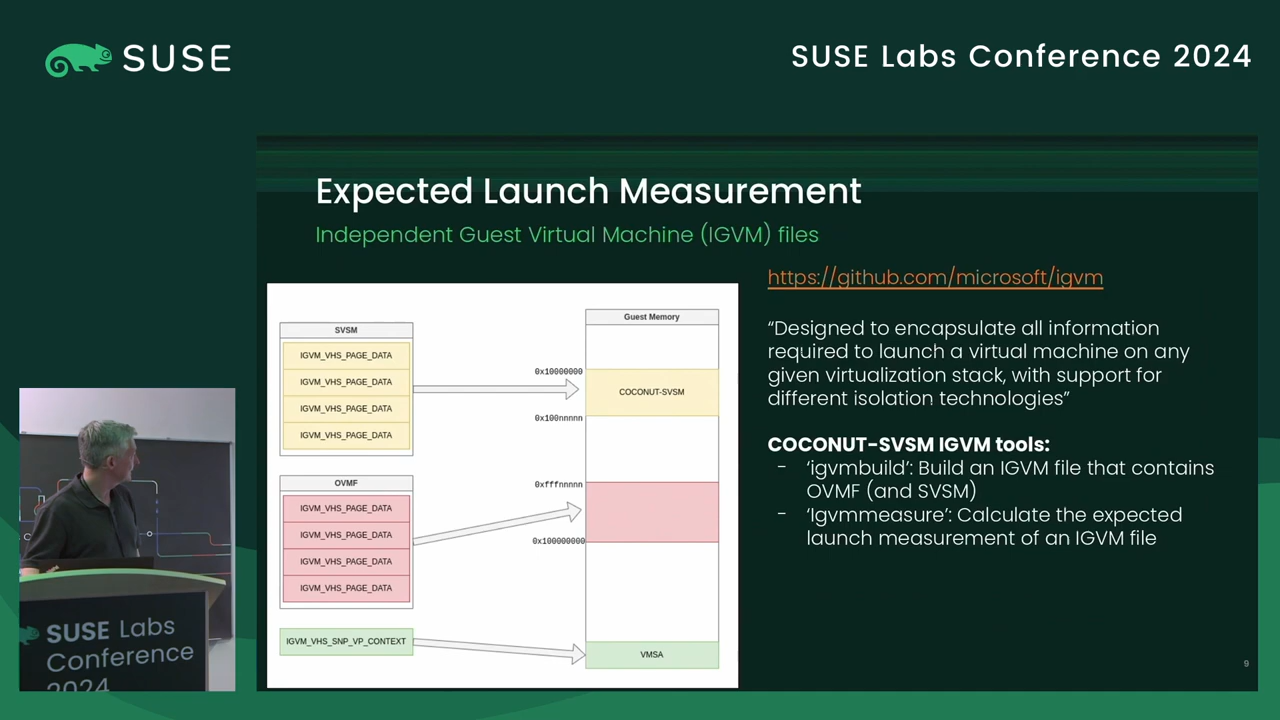 SUSE
SUSE Labs Conference 2024
Expected Launch Measurement
Independent Guest Virtual Machine (IGVM) files
SVSM
IGVM_VHS_PAGE_DATA
IGVM_VHS_PAGE_DATA
IGVM_VHS_PAGE_DATA
IGVM_VHS_PAGE_DATA
OVMF
IGVM_VHS_PAGE_DATA
IGVM_VHS_PAGE_DATA
IGVM_VHS_PAGE_DATA
IGVM_VHS_PAGE_DATA
IGVM_VHS_SNP_VP_CONTEXT
Guest Memory
0x10000000
COCONUT-SVSM
0x100nnnnn
0xfffnnnnn
0x100000000
VMSA
https://github.com/microsoft/igvm
“Designed to encapsulate all information
required to launch a virtual machine on any
given virtualization stack, with support for
different isolation technologies”
COCONUT-SVSM IGVM tools:
- ‘igvmbuild’: Build an IGVM file that contains
OVMF (and SVSM)
- ‘Igvmmeasure’: Calculate the expected
launch measurement of an IGVM file
9
SUSE Labs
Conference
2024